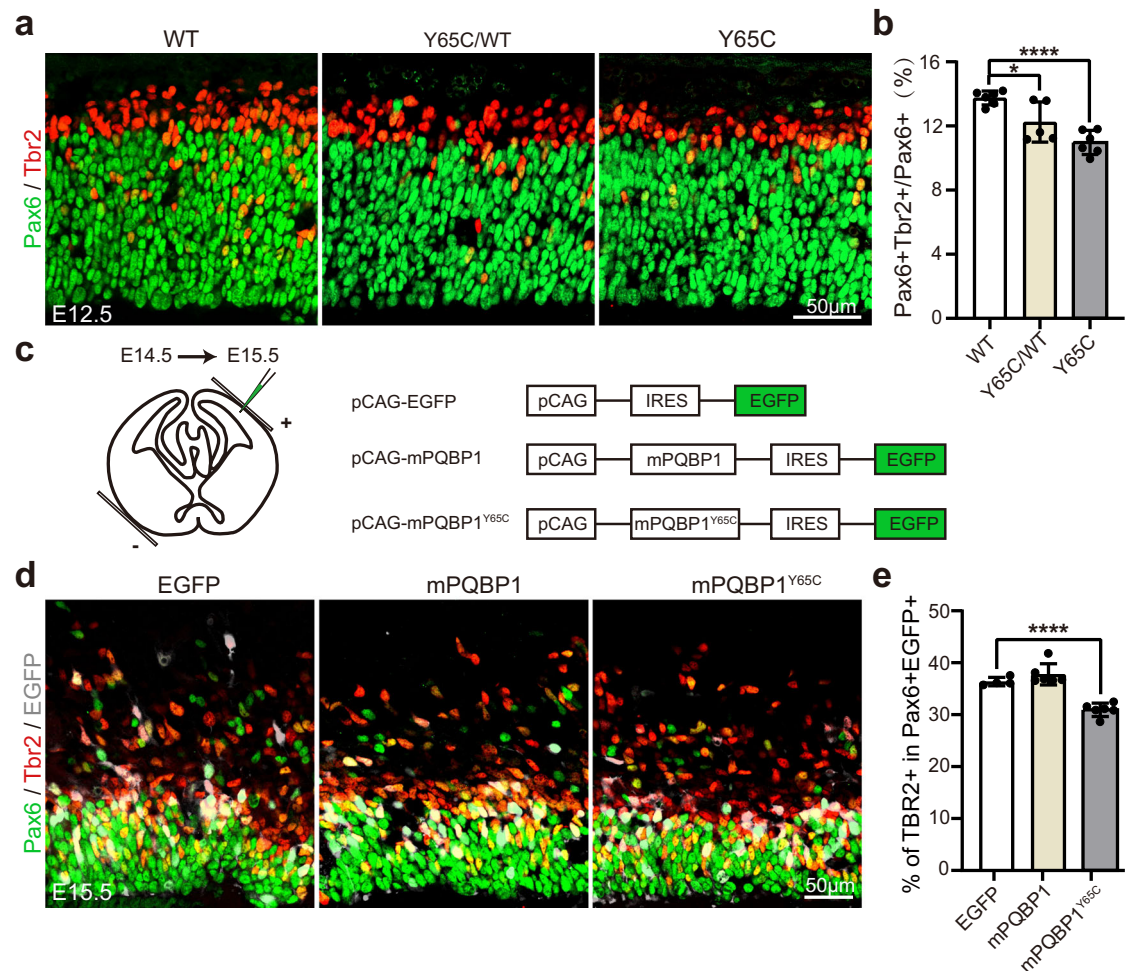 a
WT
Y65C/WT
Y65C
Pax6 / Tbr2
E12.5
50μm
b
Pax6+Tbr2+/Pax6+ (%)
16
12
8
4
0
****
*
WT
Y65C/WT
Y65C
c
E14.5 → E15.5
+
-
pCAG-EGFP
pCAG
IRES
EGFP
pCAG-mPQBP1
pCAG
mPQBP1
IRES
EGFP
pCAG-mPQBP1Y65C
pCAG
mPQBP1Y65C
IRES
EGFP
d
EGFP
mPQBP1
mPQBP1Y65C
Pax6 / Tbr2 / EGFP
E15.5
50μm
e
% of TBR2+ in Pax6+EGFP+
50
40
30
20
10
0
****
EGFP
mPQBP1
mPQBP1Y65C